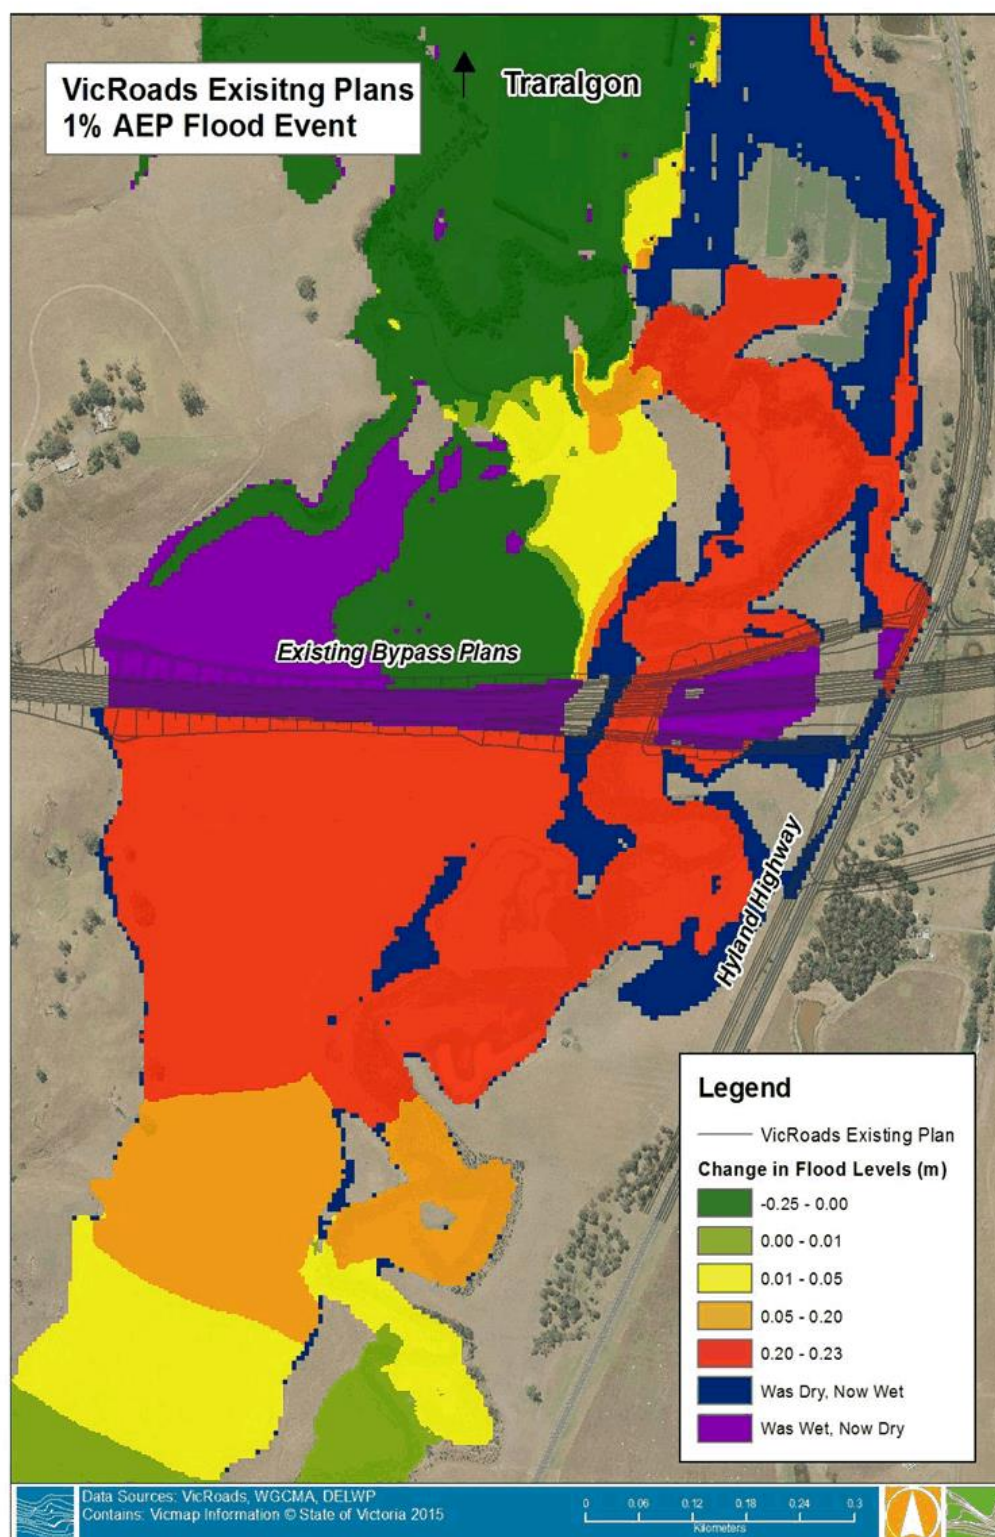 VicRoads Exisitng Plans
1% AEP Flood Event
Traralgon
Existing Bypass Plans
Hyland Highway
Legend
VicRoads Existing Plan
Change in Flood Levels (m)
-0.25 - 0.00
0.00 - 0.01
0.01 - 0.05
0.05 - 0.20
0.20 - 0.23
Was Dry, Now Wet
Was Wet, Now Dry
Data Sources: VicRoads, WGCMA, DELWP
Contains: Vicmap Information © State of Victoria 2015
0 0.06 0.12 0.18 0.24 0.3
Kilometers